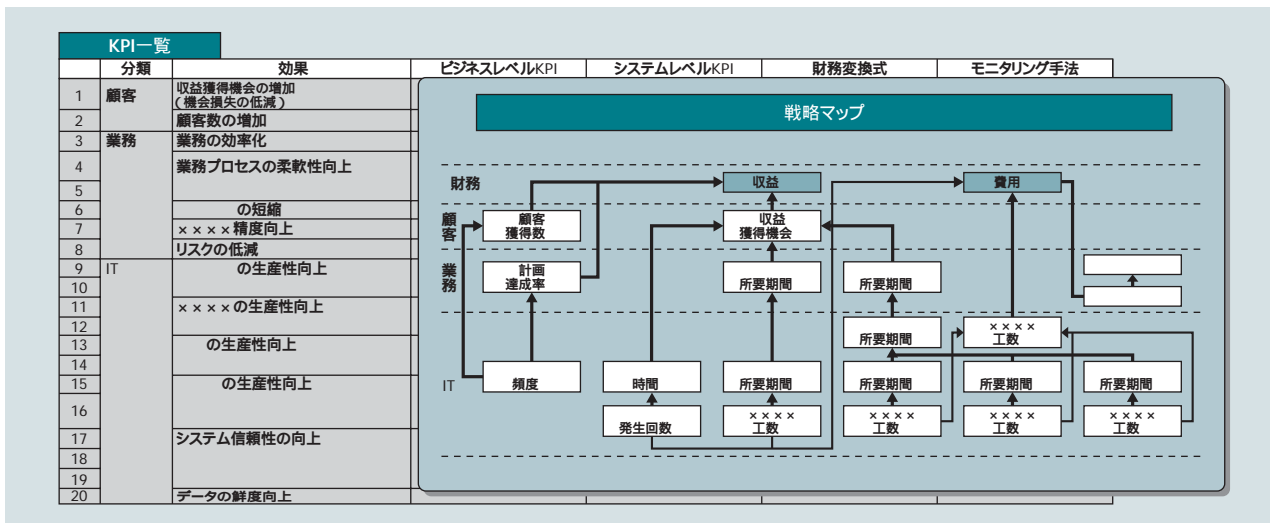 KPI一覧
分類 効果 ビジネスレベルKPI システムレベルKPI 財務変換式 モニタリング手法
1 顧客 収益獲得機会の増加
(機会損失の低減)
2 顧客数の増加
3 業務 業務の効率化
4 業務プロセスの柔軟性向上
5
6 の短縮
7 ××××精度向上
8 リスクの低減
9 IT の生産性向上
10
11 ××××の生産性向上
12
13 の生産性向上
14
15 の生産性向上
16
17 システム信頼性の向上
18
19
20 データの鮮度向上
戦略マップ
財務 収益 費用
顧客
顧客
獲得数
収益
獲得機会
業務
計画
達成率
所要期間 所要期間
所要期間
××××
工数
IT 頻度 時間 所要期間 所要期間 所要期間 所要期間
発生回数
××××
工数
××××
工数
××××
工数
××××
工数